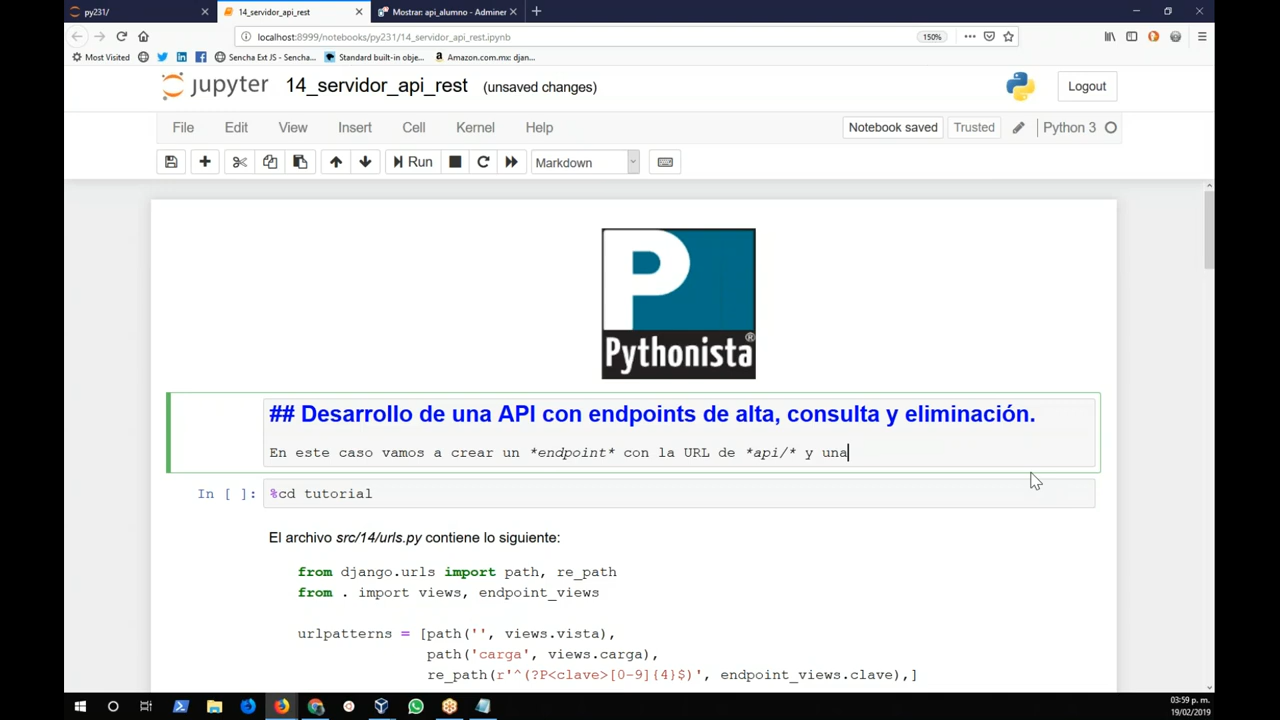 py231/
14_servidor_api_rest
Mostrar: api_alumno - Adminer
localhost:8999/notebooks/py231/14_servidor_api_rest.ipynb
150%
Most Visited
Sencha Ext JS - Sencha...
Standard built-in obje...
Amazon.com.mx: djan...
jupyter
14_servidor_api_rest
(unsaved changes)
Logout
File
Edit
View
Insert
Cell
Kernel
Help
Notebook saved
Trusted
Python 3
Run
Markdown
P
Pythonista®
## Desarrollo de una API con endpoints de alta, consulta y eliminación.
En este caso vamos a crear un *endpoint* con la URL de *api/* y una
In [ ]:
%cd tutorial
El archivo src/14/urls.py contiene lo siguiente:
from django.urls import path, re_path
from . import views, endpoint_views
urlpatterns = [path('', views.vista),
path('carga', views.carga),
re_path(r'^(?P<clave>[0-9]{4}$)', endpoint_views.clave),]
03:59 p. m.
19/02/2019